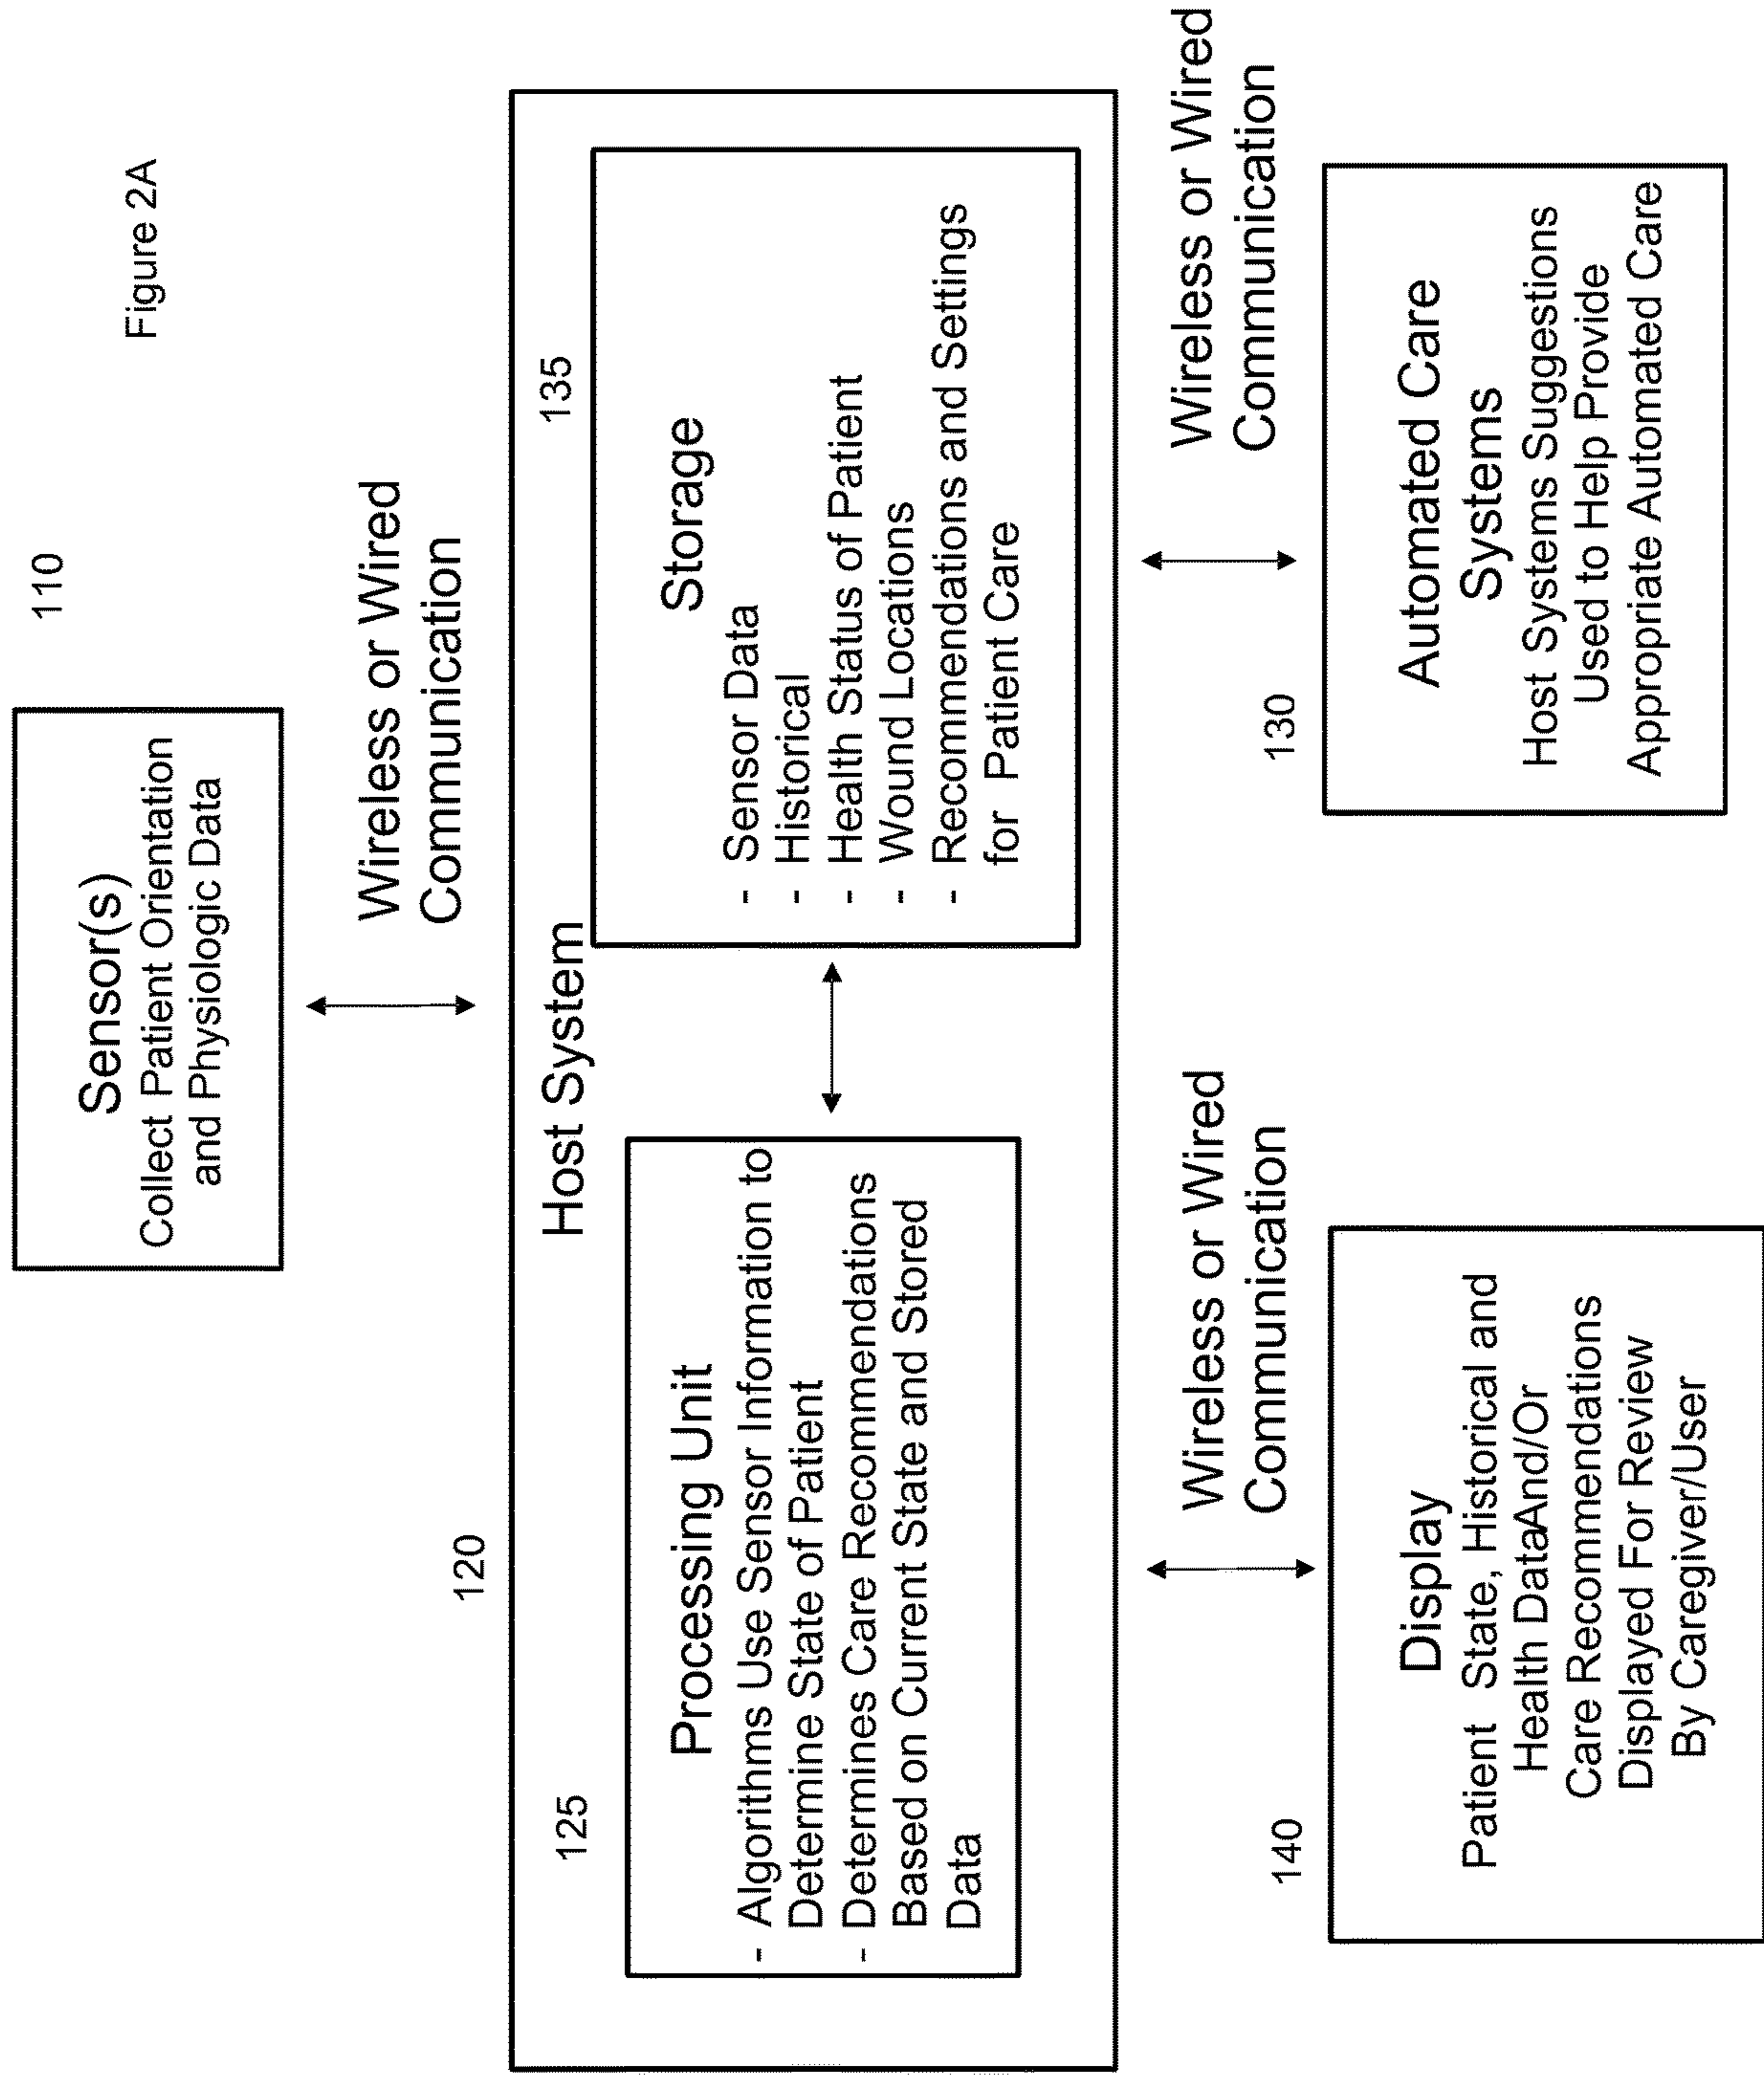 Figure 2A
110
Sensor(s)
Collect Patient Orientation
and Physiologic Data
Wireless or Wired
Communication
120
Host System
125
Processing Unit
- Algorithms Use Sensor Information to
Determine State of Patient
- Determines Care Recommendations
Based on Current State and Stored
Data
135
Storage
- Sensor Data
- Historical
- Health Status of Patient
- Wound Locations
- Recommendations and Settings
for Patient Care
Wireless or Wired
Communication
Wireless or Wired
Communication
140
Display
Patient State, Historical and
Health DataAnd/Or
Care Recommendations
Displayed For Review
By Caregiver/User
130
Automated Care
Systems
Host Systems Suggestions
Used to Help Provide
Appropriate Automated Care